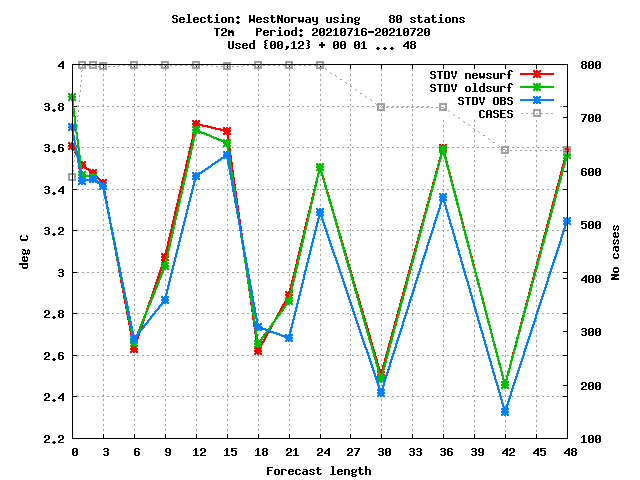 Selection: WestNorway using    80 stations
T2m   Period: 20210716-20210720
Used {00,12} + 00 01 ... 48
STDV newsurf
STDV oldsurf
STDV OBS
CASES
4
3,8
3,6
3,4
3,2
3
2,8
2,6
2,4
2,2
deg C
800
700
600
500
400
300
200
100
No cases
0 3 6 9 12 15 18 21 24 27 30 33 36 39 42 45 48
Forecast length